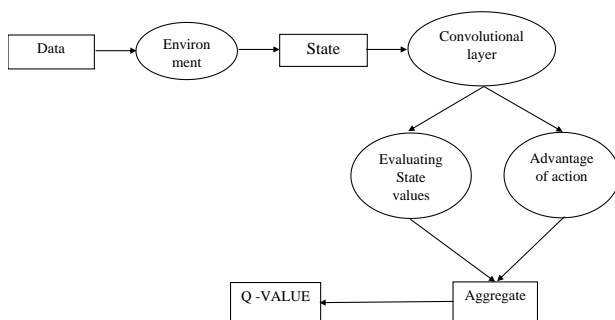 Data
Environ
ment
State
Convolutional
layer
Evaluating
State
values
Advantage
of action
Q -VALUE
Aggregate